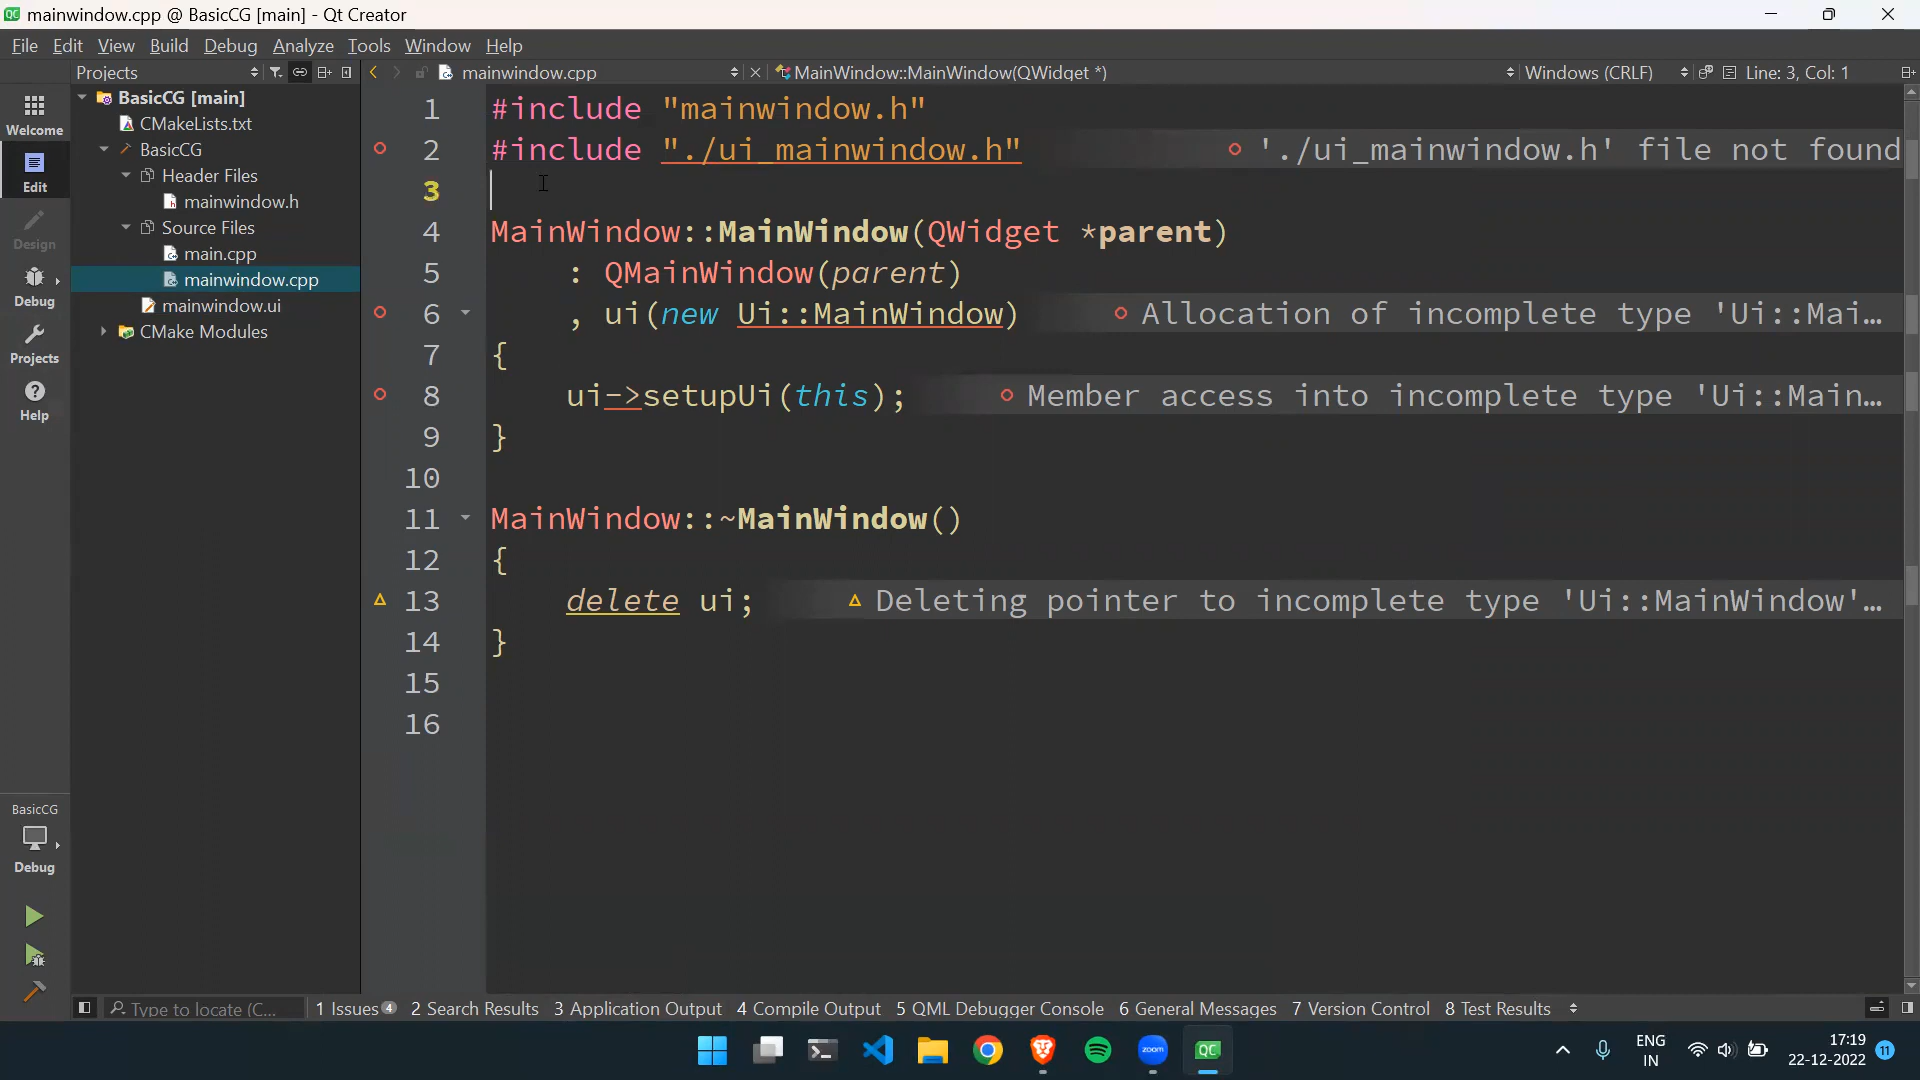 mainwindow.cpp @ BasicCG [main] - Qt Creator
File Edit View Build Debug Analyze Tools Window Help
Projects mainwindow.cpp MainWindow::MainWindow(QWidget *) Windows (CRLF) Line: 3, Col: 1
Welcome
Edit
Design
Debug
Projects
Help
BasicCG [main]
CMakeLists.txt
BasicCG
Header Files
mainwindow.h
Source Files
main.cpp
mainwindow.cpp
mainwindow.ui
CMake Modules
1 #include "mainwindow.h"
2 #include "./ui_mainwindow.h" './ui_mainwindow.h' file not found
3
4 MainWindow::MainWindow(QWidget *parent)
5 : QMainWindow(parent)
6 , ui(new Ui::MainWindow) Allocation of incomplete type 'Ui::Mai...
7 {
8 ui->setupUi(this); Member access into incomplete type 'Ui::Main...
9 }
10
11 MainWindow::~MainWindow()
12 {
13 delete ui; Deleting pointer to incomplete type 'Ui::MainWindow'...
14 }
15
16
BasicCG
Debug
Type to locate (C... 1 Issues 4 2 Search Results 3 Application Output 4 Compile Output 5 QML Debugger Console 6 General Messages 7 Version Control 8 Test Results
zoom QC
ENG
IN
17:19
22-12-2022
11